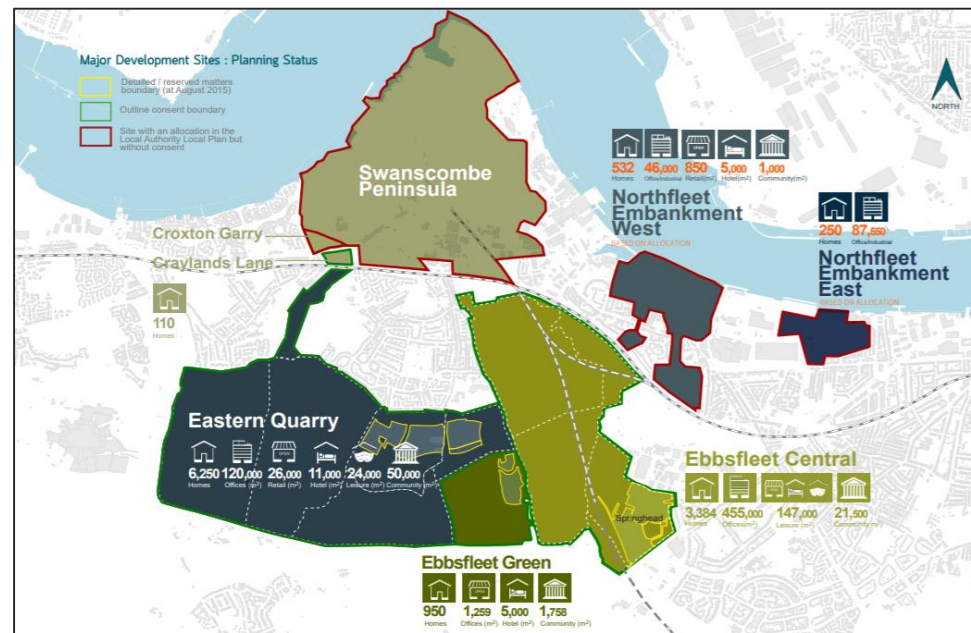 Major Development Sites : Planning Status
Detailed / reserved matters
boundary (at August 2015)
Outline consent boundary
Site with an allocation in the
Local Authority Local Plan but
without consent
NORTH
Swanscombe
Peninsula
Croxton Garry
Craylands Lane
110
Homes
OPEN
532 46,000 850 5,000 1,000
Homes Office/Industrial Retail(m²) Hotel(m²) Community(m²)
Northfleet
Embankment
West
BASED ON ALLOCATION
250 87,550
Homes Office/Industrial
Northfleet
Embankment
East
BASED ON ALLOCATION
Eastern Quarry
OPEN
6,250 120,000 26,000 11,000 24,000 50,000
Homes Offices (m²) Retail (m²) Hotel (m²) Leisure (m²) Community (m²)
Ebbsfleet Central
OPEN
3,384 455,000 147,000 21,500
Homes Offices(m²) Leisure (m²) Community (m²)
Springhead
Ebbsfleet Green
OPEN
950 1,259 5,000 1,758
Homes Offices (m²) Hotel (m²) Community (m²)